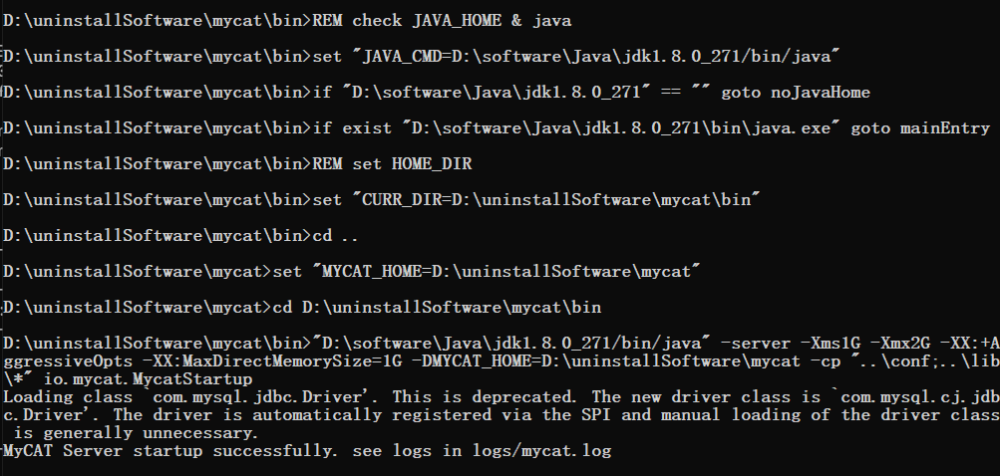 D:\uninstallSoftware\mycat\bin>REM check JAVA_HOME & java
D:\uninstallSoftware\mycat\bin>set "JAVA_CMD=D:\software\Java\jdk1.8.0_271/bin/java"
D:\uninstallSoftware\mycat\bin>if "D:\software\Java\jdk1.8.0_271" == "" goto noJavaHome
D:\uninstallSoftware\mycat\bin>if exist "D:\software\Java\jdk1.8.0_271\bin\java.exe" goto mainEntry
D:\uninstallSoftware\mycat\bin>REM set HOME_DIR
D:\uninstallSoftware\mycat\bin>set "CURR_DIR=D:\uninstallSoftware\mycat\bin"
D:\uninstallSoftware\mycat\bin>cd ..
D:\uninstallSoftware\mycat>set "MYCAT_HOME=D:\uninstallSoftware\mycat"
D:\uninstallSoftware\mycat>cd D:\uninstallSoftware\mycat\bin
D:\uninstallSoftware\mycat\bin>"D:\software\Java\jdk1.8.0_271/bin/java" -server -Xms1G -Xmx2G -XX:+A
ggressiveOpts -XX:MaxDirectMemorySize=1G -DMYCAT_HOME=D:\uninstallSoftware\mycat -cp "..\conf;..\lib
\*" io.mycat.MycatStartup
Loading class `com.mysql.jdbc.Driver'. This is deprecated. The new driver class is `com.mysql.cj.jdb
c.Driver'. The driver is automatically registered via the SPI and manual loading of the driver class
 is generally unnecessary.
MyCAT Server startup successfully. see logs in logs/mycat.log